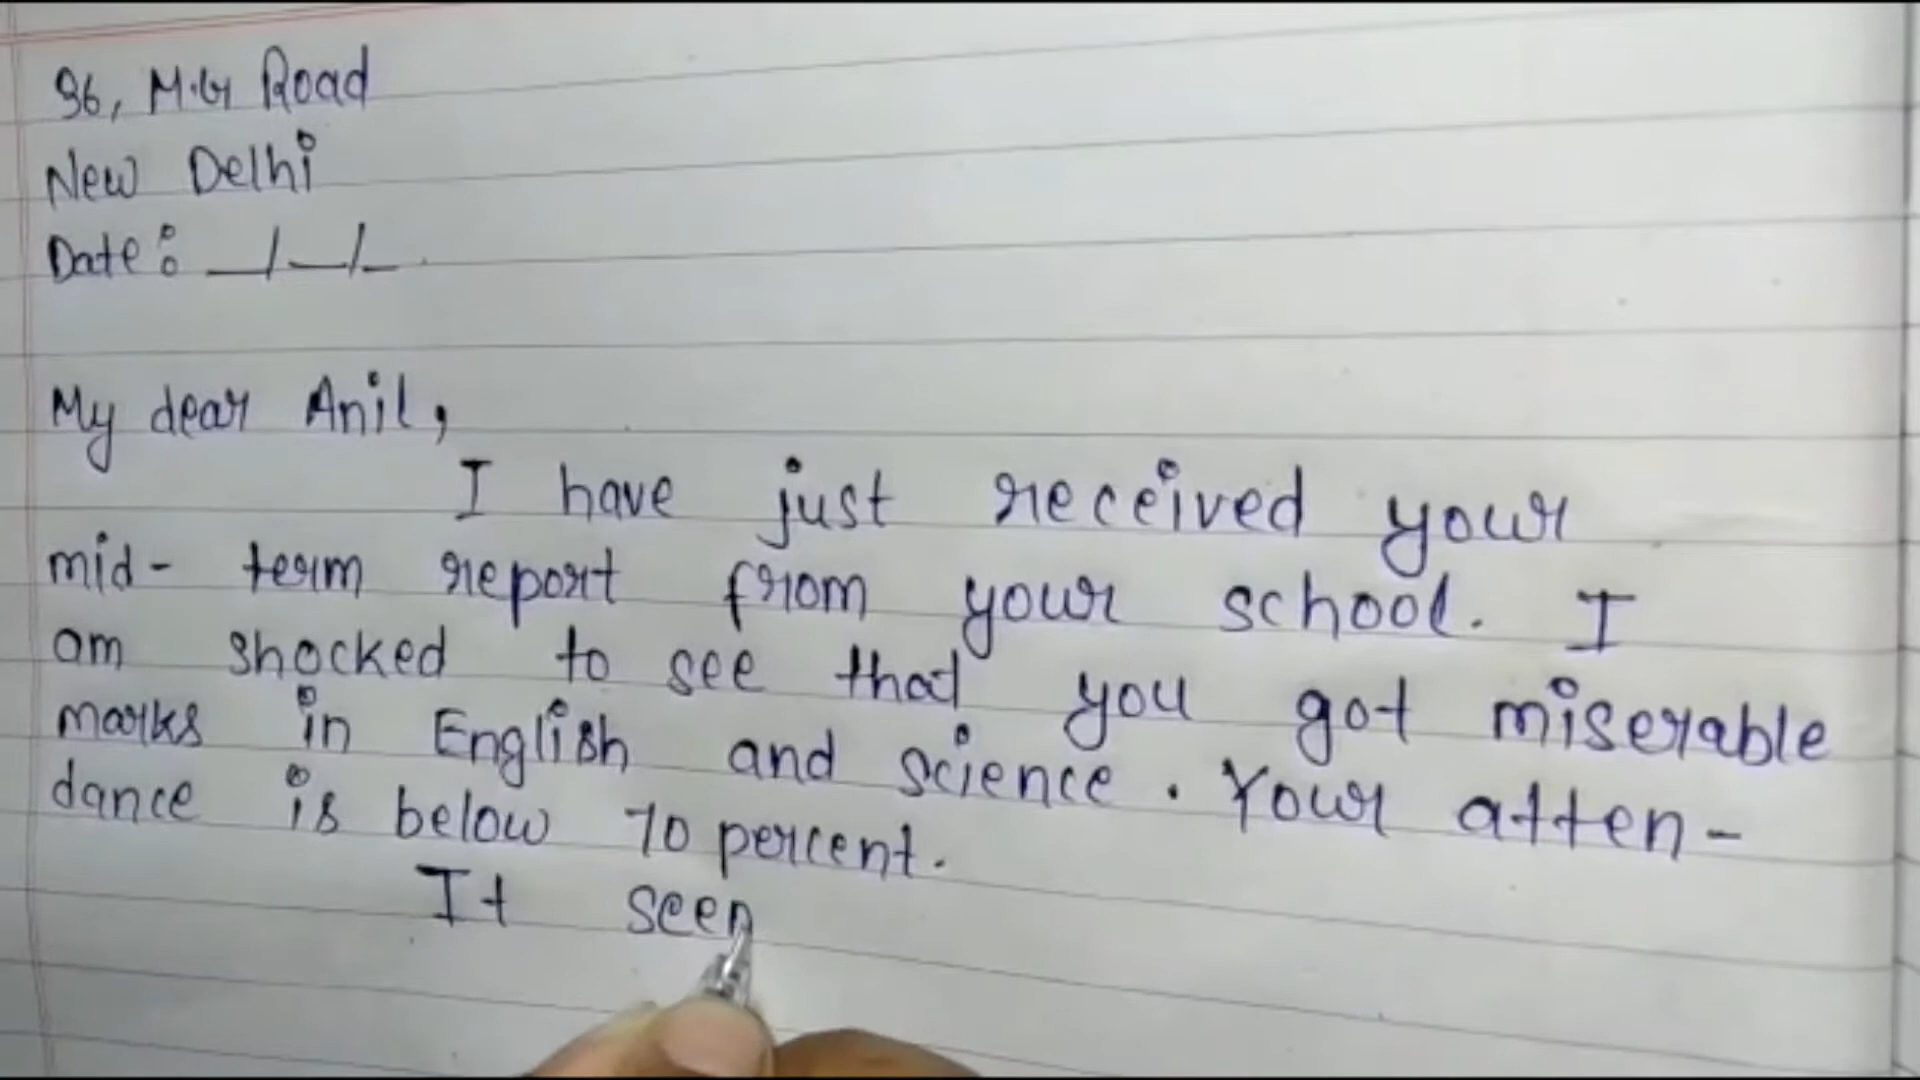 96, M.G Road
New Delhi
Date: _/_/_
My dear Anil,
I have just received your
mid- term report from your school. I
am shocked to see that you got miserable
marks in English and science. Your atten-
dance is below 70 percent.
It seen